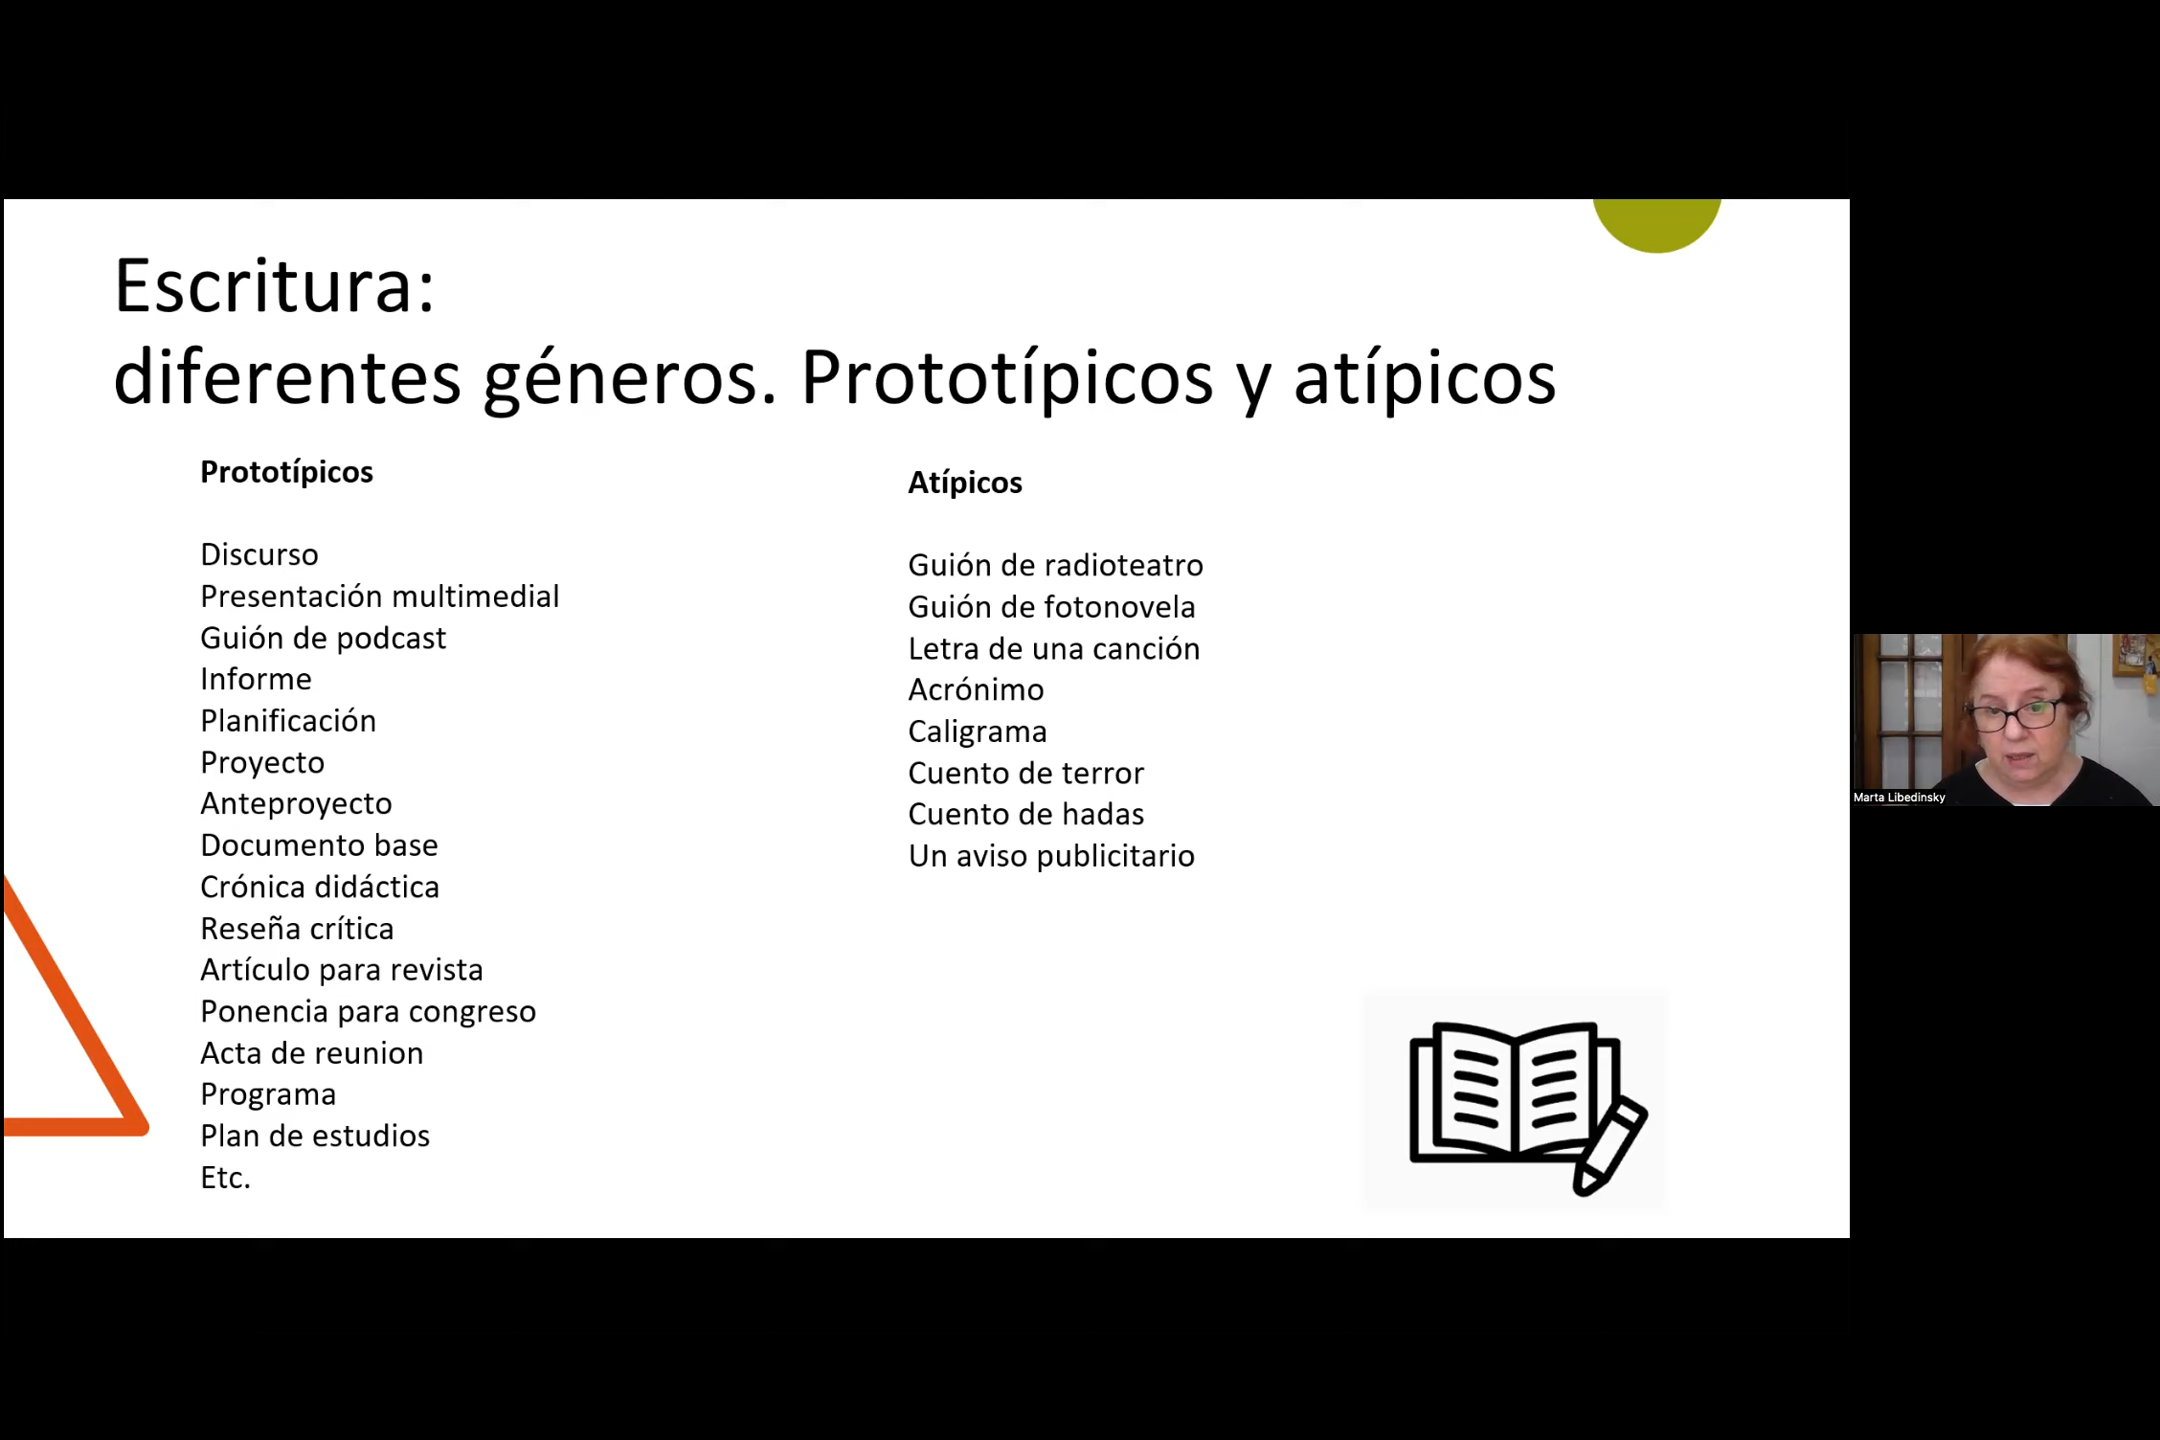 Escritura:
diferentes géneros. Prototípicos y atípicos
Prototípicos
Discurso
Presentación multimedial
Guión de podcast
Informe
Planificación
Proyecto
Anteproyecto
Documento base
Crónica didáctica
Reseña crítica
Artículo para revista
Ponencia para congreso
Acta de reunion
Programa
Plan de estudios
Etc.
Atípicos
Guión de radioteatro
Guión de fotonovela
Letra de una canción
Acrónimo
Caligrama
Cuento de terror
Cuento de hadas
Un aviso publicitario
Marta Libedinsky